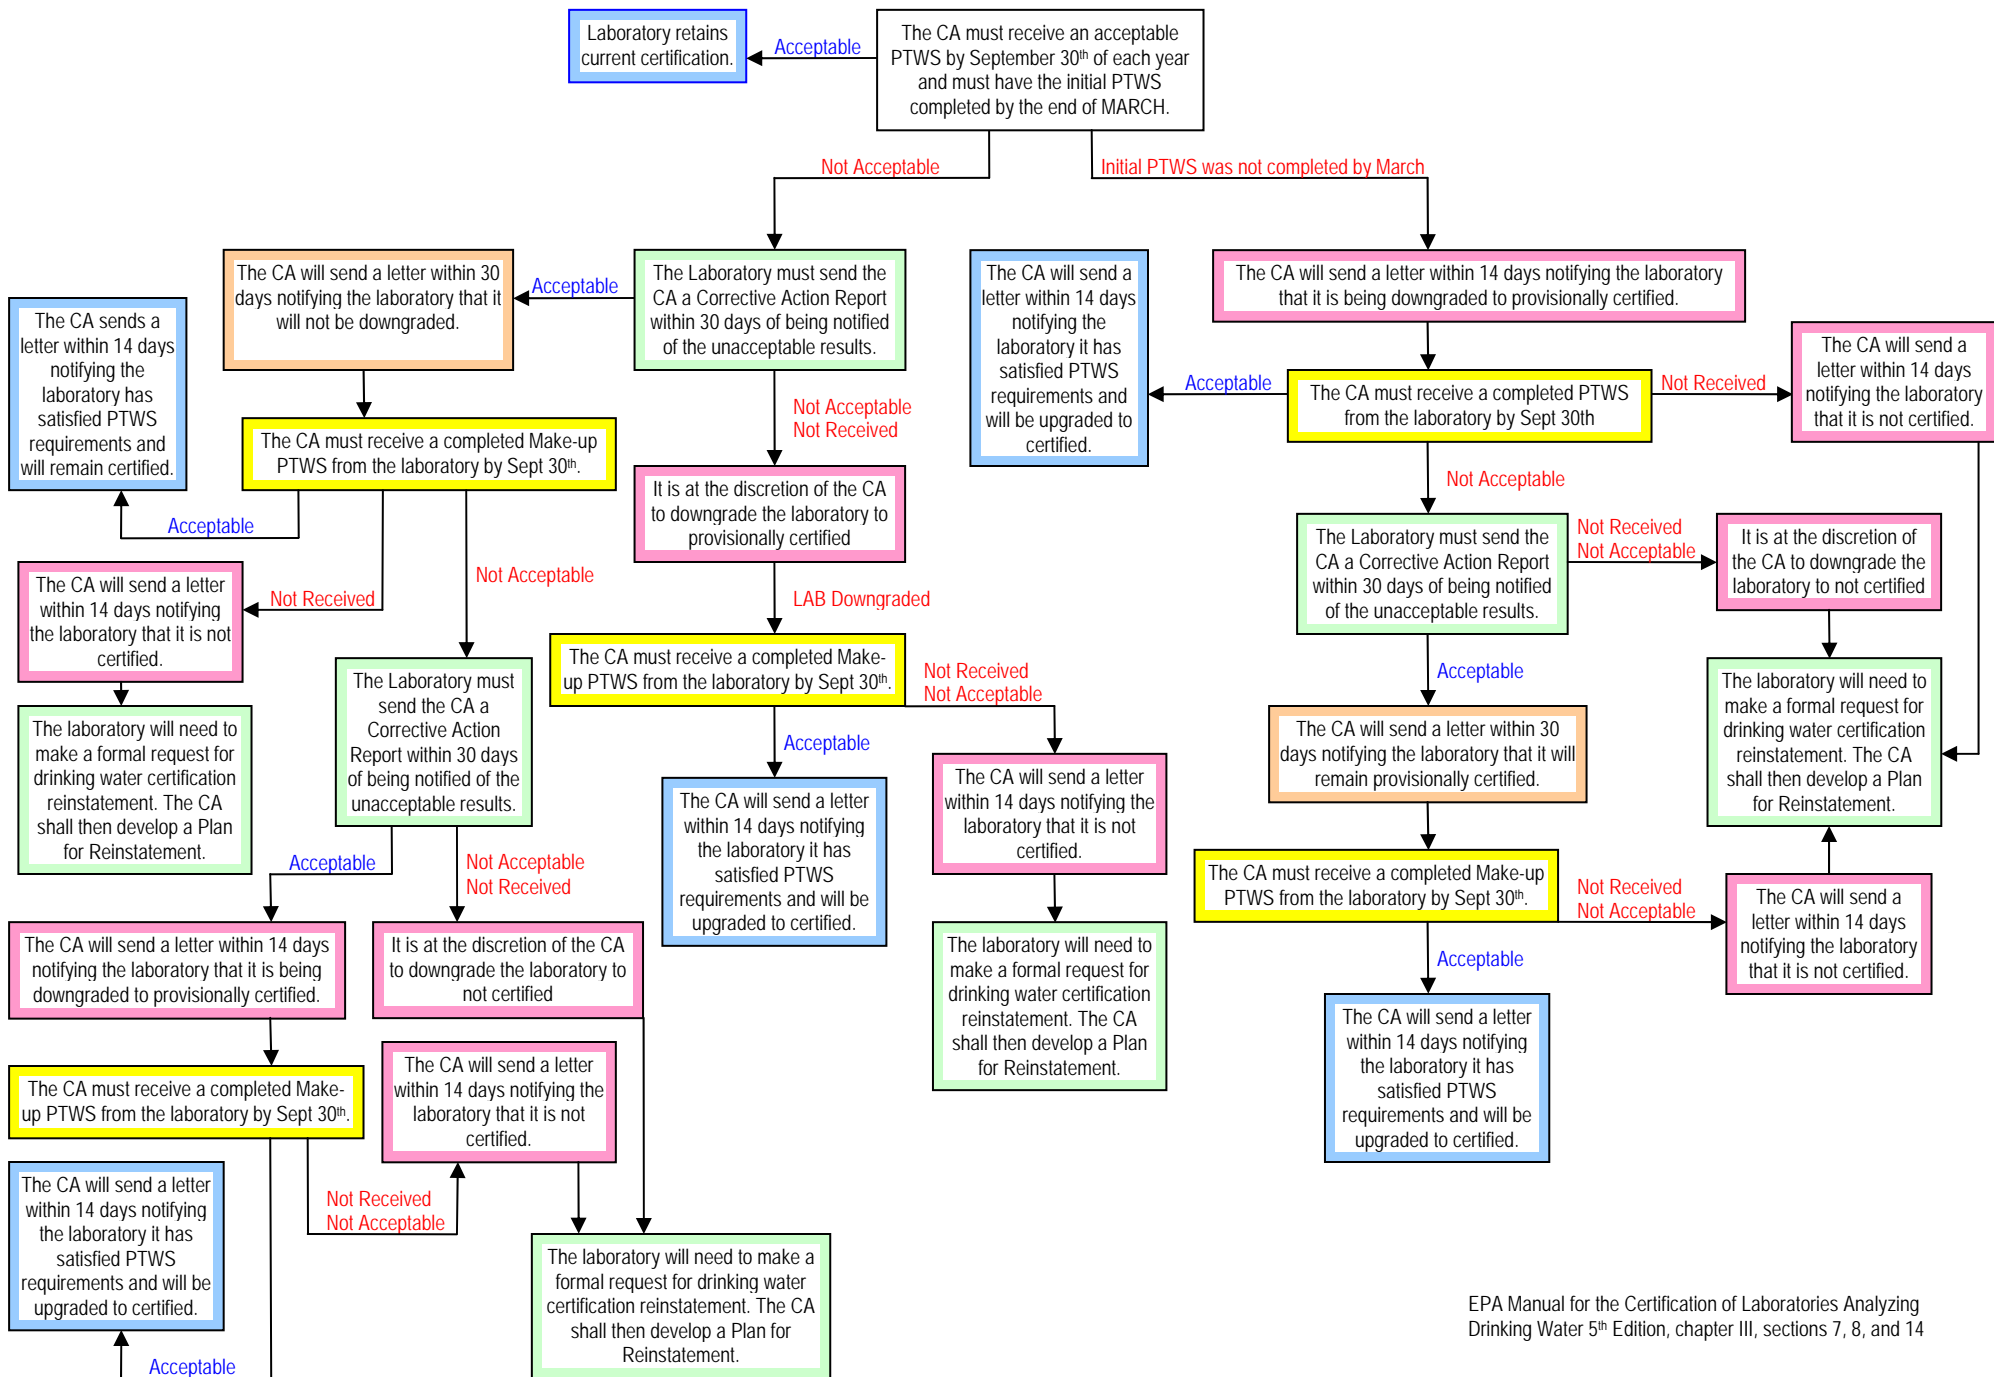 Laboratory retains
current certification.
Acceptable
The CA must receive an acceptable
PTWS by September 30th of each year
and must have the initial PTWS
completed by the end of MARCH.
Not Acceptable
Initial PTWS was not completed by March
The CA will send a letter within 30
days notifying the laboratory that it
will not be downgraded.
Acceptable
The Laboratory must send the
CA a Corrective Action Report
within 30 days of being notified
of the unacceptable results.
The CA will send a
letter within 14 days
notifying the
laboratory it has
satisfied PTWS
requirements and
will be upgraded to
certified.
The CA will send a letter within 14 days notifying the laboratory
that it is being downgraded to provisionally certified.
The CA sends a
letter within 14 days
notifying the
laboratory has
satisfied PTWS
requirements and
will remain certified.
The CA will send a
letter within 14 days
notifying the laboratory
that it is not certified.
Acceptable
The CA must receive a completed PTWS
from the laboratory by Sept 30th
Not Received
Not Acceptable
Not Received
The CA must receive a completed Make-up
PTWS from the laboratory by Sept 30th.
Acceptable
Not Received
Not Acceptable
It is at the discretion of the CA
to downgrade the laboratory to
provisionally certified
Not Acceptable
The Laboratory must send the
CA a Corrective Action Report
within 30 days of being notified
of the unacceptable results.
Not Received
Not Acceptable
It is at the discretion of
the CA to downgrade the
laboratory to not certified
The CA will send a letter
within 14 days notifying
the laboratory that it is not
certified.
LAB Downgraded
The CA must receive a completed Make-
up PTWS from the laboratory by Sept 30th.
Not Received
Not Acceptable
Acceptable
Acceptable
The laboratory will need to
make a formal request for
drinking water certification
reinstatement. The CA
shall then develop a Plan
for Reinstatement.
The laboratory will need to
make a formal request for
drinking water certification
reinstatement. The CA
shall then develop a Plan
for Reinstatement.
The Laboratory must
send the CA a
Corrective Action
Report within 30 days
of being notified of the
unacceptable results.
The CA will send a letter
within 14 days notifying
the laboratory it has
satisfied PTWS
requirements and will be
upgraded to certified.
The CA will send a letter
within 14 days notifying the
laboratory that it is not
certified.
The CA will send a letter within 30
days notifying the laboratory that it will
remain provisionally certified.
Acceptable
Not Acceptable
Not Received
The CA must receive a completed Make-up
PTWS from the laboratory by Sept 30th.
Not Received
Not Acceptable
The CA will send a
letter within 14 days
notifying the laboratory
that it is not certified.
Acceptable
The CA will send a letter within 14 days
notifying the laboratory that it is being
downgraded to provisionally certified.
It is at the discretion of the CA
to downgrade the laboratory to
not certified
The laboratory will need to
make a formal request for
drinking water certification
reinstatement. The CA
shall then develop a Plan
for Reinstatement.
The CA will send a letter
within 14 days notifying
the laboratory it has
satisfied PTWS
requirements and will be
upgraded to certified.
The CA must receive a completed Make-
up PTWS from the laboratory by Sept 30th.
The CA will send a letter
within 14 days notifying the
laboratory that it is not
certified.
The CA will send a letter
within 14 days notifying
the laboratory it has
satisfied PTWS
requirements and will be
upgraded to certified.
Not Received
Not Acceptable
Acceptable
The laboratory will need to make a
formal request for drinking water
certification reinstatement. The CA
shall then develop a Plan for
Reinstatement.
EPA Manual for the Certification of Laboratories Analyzing
Drinking Water 5th Edition, chapter III, sections 7, 8, and 14